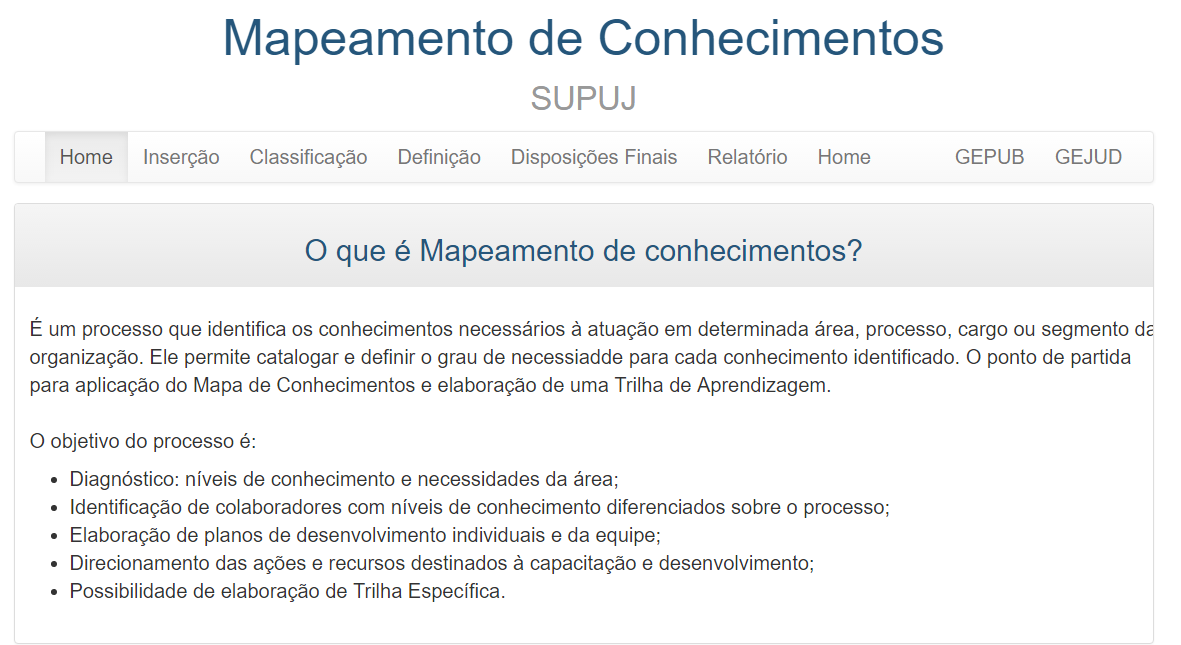 Mapeamento de Conhecimentos
SUPUJ
Home Inserção Classificação Definição Disposições Finais Relatório Home GEPUB GEJUD
O que é Mapeamento de conhecimentos?
É um processo que identifica os conhecimentos necessários à atuação em determinada área, processo, cargo ou segmento da
organização. Ele permite catalogar e definir o grau de necessiadde para cada conhecimento identificado. O ponto de partida
para aplicação do Mapa de Conhecimentos e elaboração de uma Trilha de Aprendizagem.
O objetivo do processo é:
• Diagnóstico: níveis de conhecimento e necessidades da área;
• Identificação de colaboradores com níveis de conhecimento diferenciados sobre o processo;
• Elaboração de planos de desenvolvimento individuais e da equipe;
• Direcionamento das ações e recursos destinados à capacitação e desenvolvimento;
• Possibilidade de elaboração de Trilha Específica.